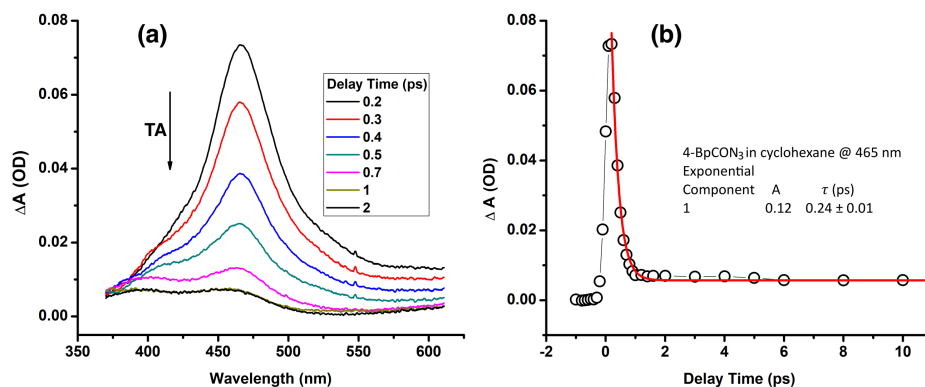 (a)
ΔA (OD)
0.08
0.06
0.04
0.02
0.00
TA
Delay Time (ps)
0.2
0.3
0.4
0.5
0.7
1
2
350 400 450 500 550 600
Wavelength (nm)
(b)
Δ A (OD)
0.08
0.06
0.04
0.02
0.00
4-BpCON₃ in cyclohexane @ 465 nm
Exponential
Component A τ (ps)
1 0.12 0.24 ± 0.01
-2 0 2 4 6 8 10
Delay Time (ps)